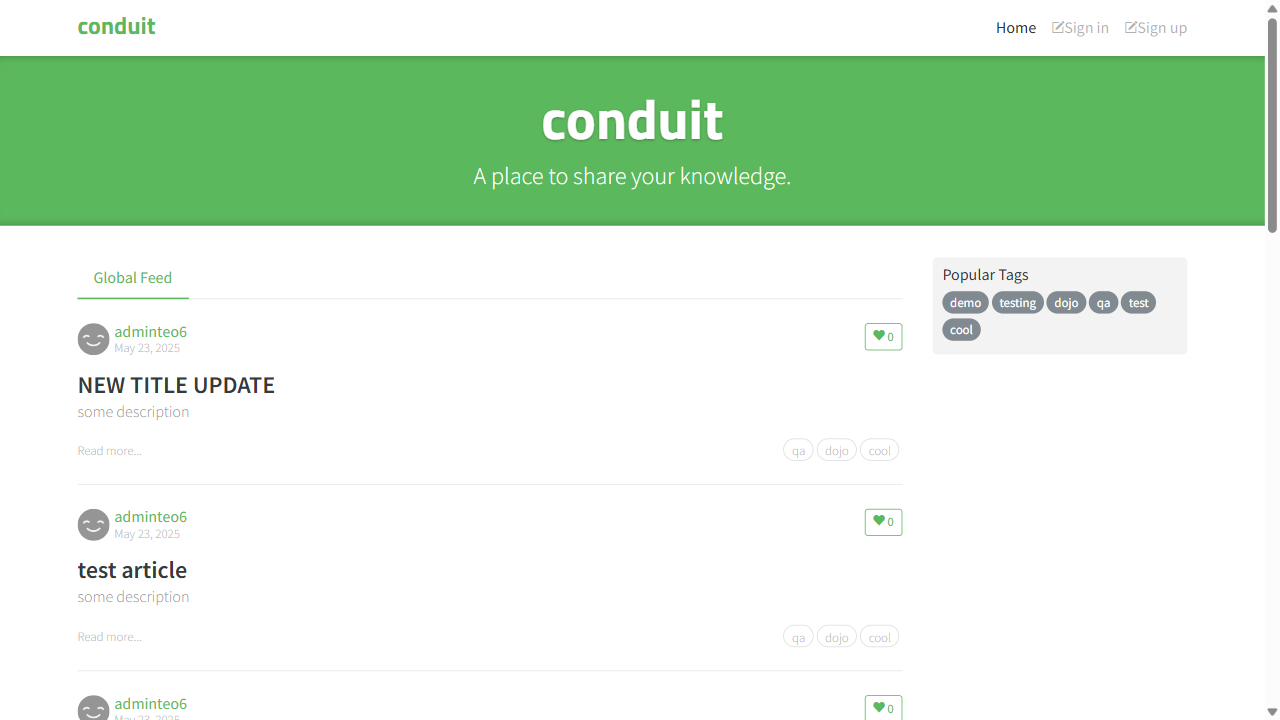 conduit
Home Sign in Sign up
conduit
A place to share your knowledge.
Global Feed
Popular Tags
demo testing dojo qa test
cool
adminteo6
May 23, 2025
0
NEW TITLE UPDATE
some description
Read more...
qa dojo cool
adminteo6
May 23, 2025
0
test article
some description
Read more...
qa dojo cool
adminteo6
May 23, 2025
0